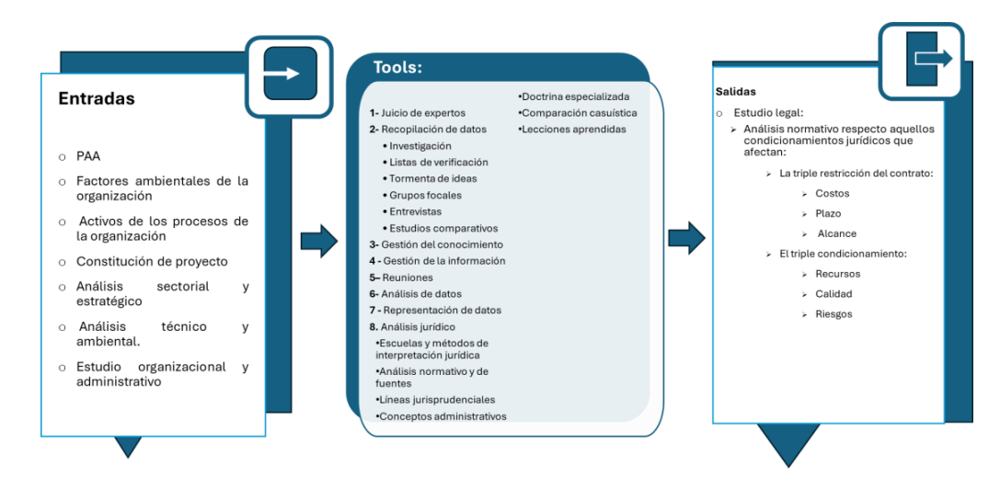 Entradas
o PAA
o Factores ambientales de la
organización
o Activos de los procesos de
la organización
o Constitución de proyecto
o Análisis sectorial y
estratégico
o Análisis técnico y
ambiental.
o Estudio organizacional y
administrativo
Tools:
1- Juicio de expertos
2- Recopilación de datos
• Investigación
• Listas de verificación
• Tormenta de ideas
• Grupos focales
• Entrevistas
• Estudios comparativos
3- Gestión del conocimiento
4 - Gestión de la información
5– Reuniones
6- Análisis de datos
7 - Representación de datos
8. Análisis jurídico
•Escuelas y métodos de
interpretación jurídica
•Análisis normativo y de
fuentes
•Líneas jurisprudenciales
•Conceptos administrativos
•Doctrina especializada
•Comparación casuística
•Lecciones aprendidas
Salidas
o Estudio legal:
➢ Análisis normativo respecto aquellos
condicionamientos jurídicos que
afectan:
➢ La triple restricción del contrato:
➢ Costos
➢ Plazo
➢ Alcance
➢ El triple condicionamiento:
➢ Recursos
➢ Calidad
➢ Riesgos